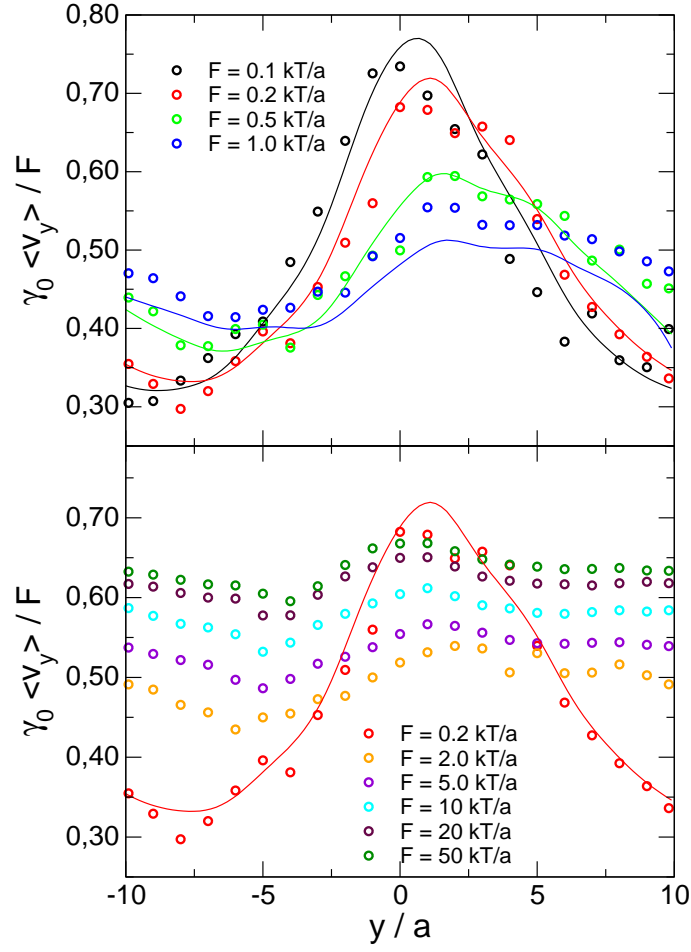 0,80
0,70
0,60
0,50
0,40
0,30
γ₀ <v_y> / F
F = 0.1 kT/a
F = 0.2 kT/a
F = 0.5 kT/a
F = 1.0 kT/a
0,70
0,60
0,50
0,40
0,30
γ₀ <v_y> / F
F = 0.2 kT/a
F = 2.0 kT/a
F = 5.0 kT/a
F = 10 kT/a
F = 20 kT/a
F = 50 kT/a
-10 -5 0 5 10
y / a